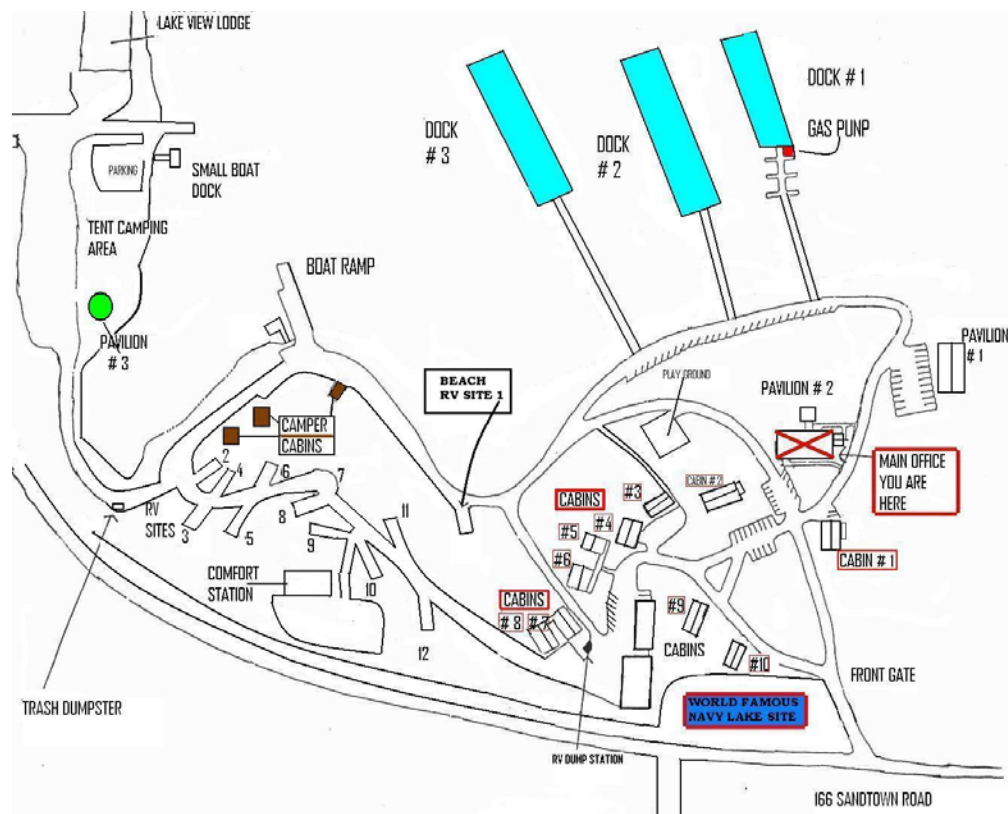 LAKE VIEW LODGE
DOCK # 1
GAS PUNP
DOCK
# 3
DOCK
# 2
PARKING
SMALL BOAT
DOCK
TENT CAMPING
AREA
BOAT RAMP
PAVILION
# 3
PAVILION
# 1
BEACH
RV SITE 1
PLAY GROUND
PAVILION # 2
CAMPER
CABINS
MAIN OFFICE
YOU ARE
HERE
2
4
6
7
RV
SITES
3
5
8
9
10
11
12
CABINS
#3
CABIN #2
#4
#5
#6
CABIN # 1
COMFORT
STATION
CABINS
# 8
#7
#9
CABINS
#10
FRONT GATE
TRASH DUMPSTER
WORLD FAMOUS
NAVY LAKE SITE
RV DUMP STATION
166 SANDTOWN ROAD